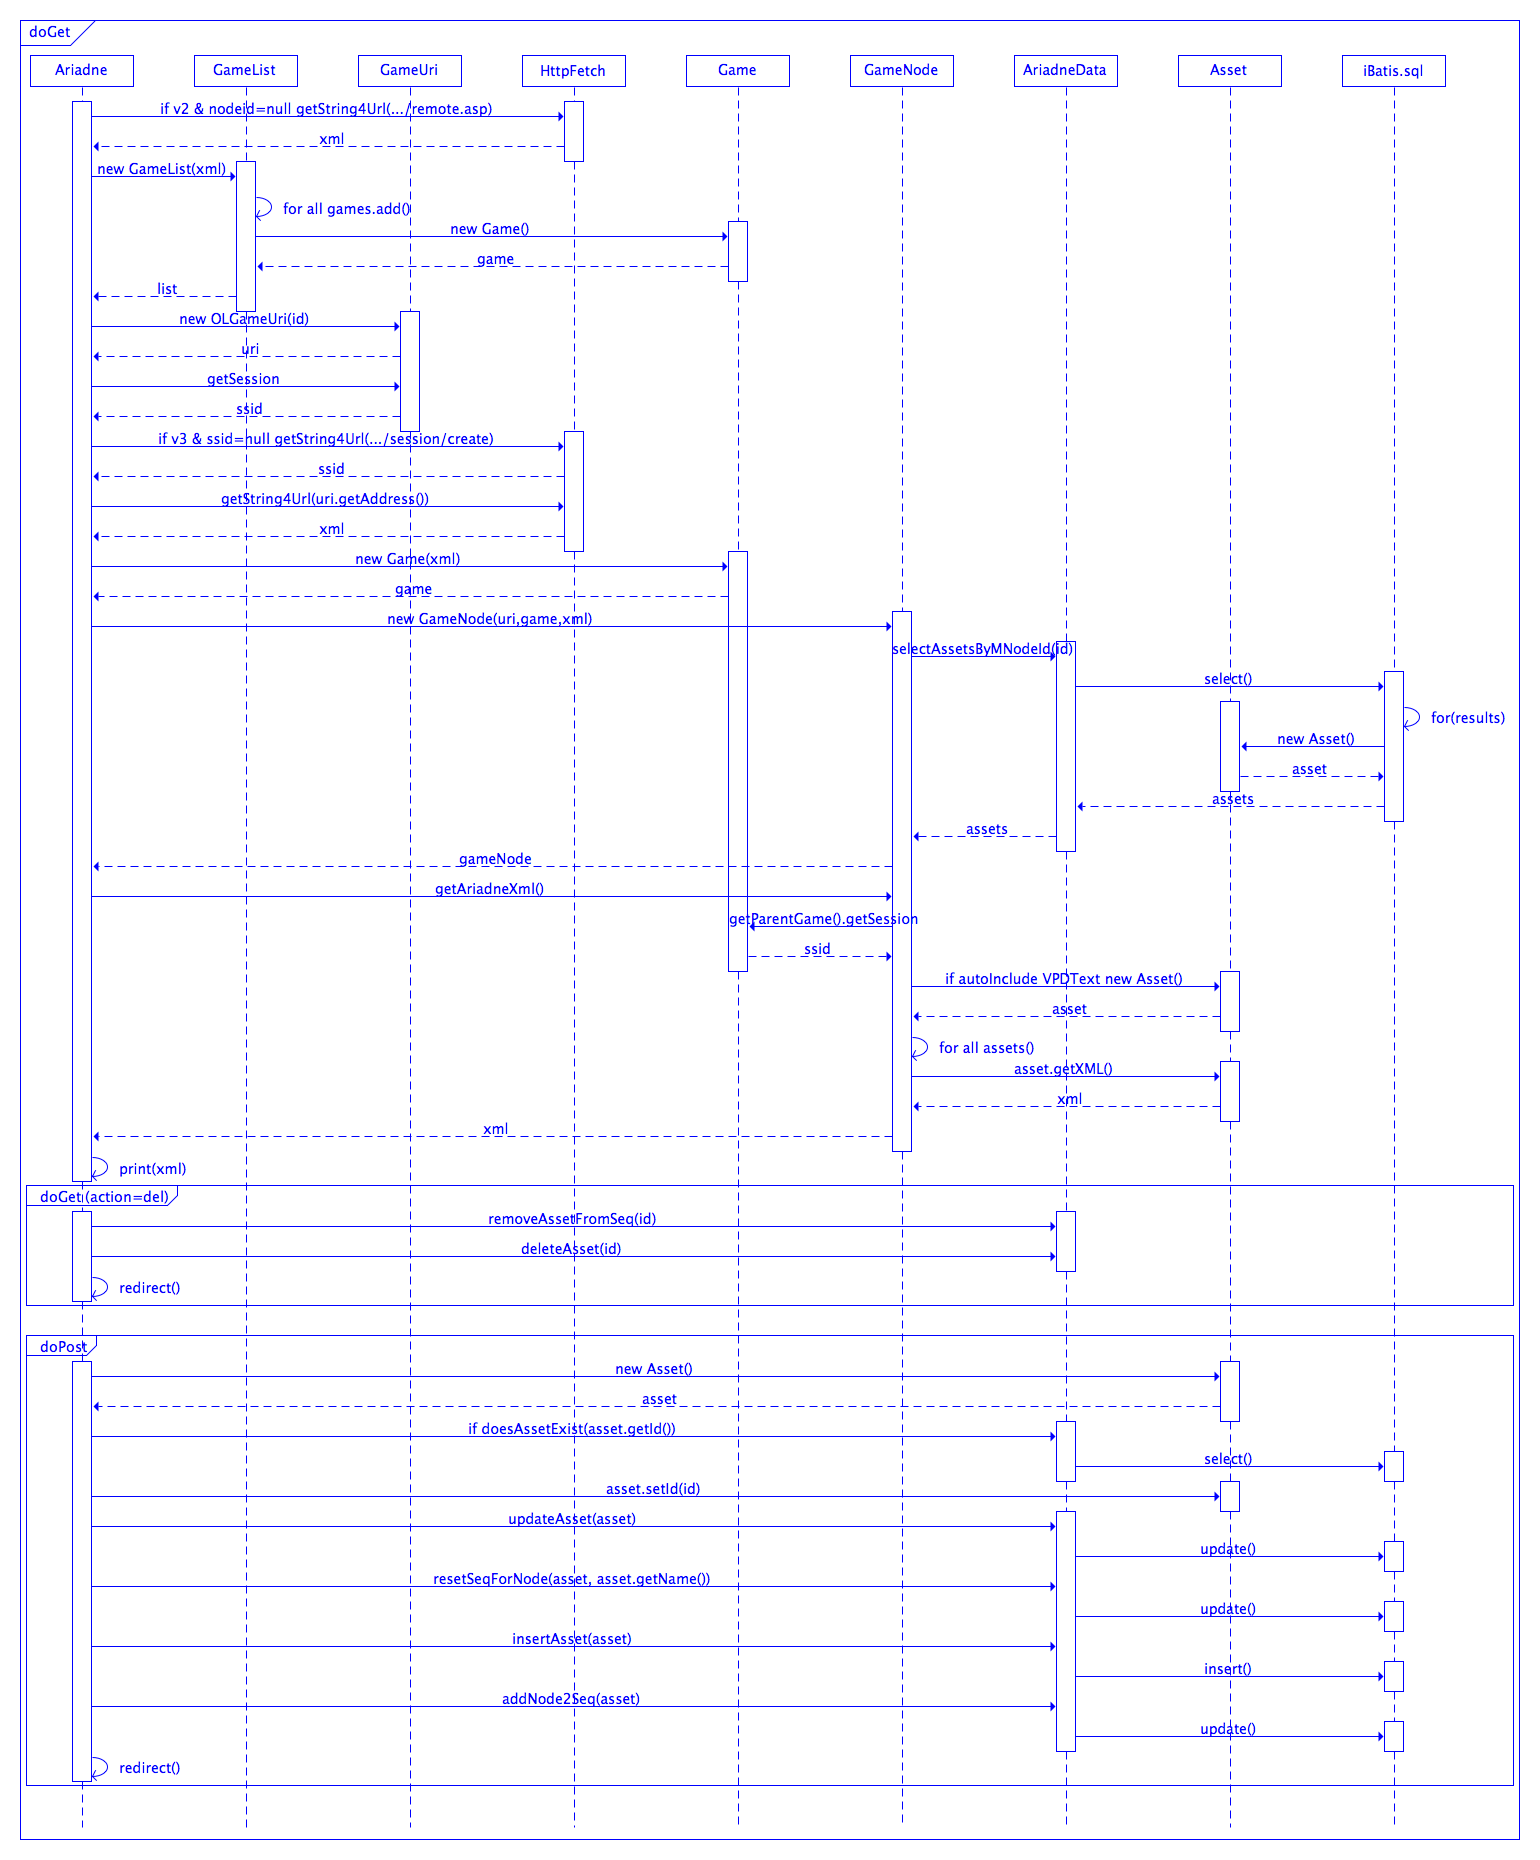 doGet
Ariadne
GameList
GameUri
HttpFetch
Game
GameNode
AriadneData
Asset
iBatis.sql
if v2 & nodeid=null getString4Url(.../remote.asp)
xml
new GameList(xml)
for all games.add()
new Game()
game
list
new OLGameUri(id)
uri
getSession
ssid
if v3 & ssid=null getString4Url(.../session/create)
ssid
getString4Url(uri.getAddress())
xml
new Game(xml)
game
new GameNode(uri,game,xml)
selectAssetsByMNodeId(id)
select()
for(results)
new Asset()
asset
assets
assets
gameNode
getAriadneXml()
getParentGame().getSession
ssid
if autoInclude VPDText new Asset()
asset
for all assets()
asset.getXML()
xml
xml
print(xml)
doGet (action=del)
removeAssetFromSeq(id)
deleteAsset(id)
redirect()
doPost
new Asset()
asset
if doesAssetExist(asset.getId())
select()
asset.setId(id)
updateAsset(asset)
update()
resetSeqForNode(asset, asset.getName())
update()
insertAsset(asset)
insert()
addNode2Seq(asset)
update()
redirect()